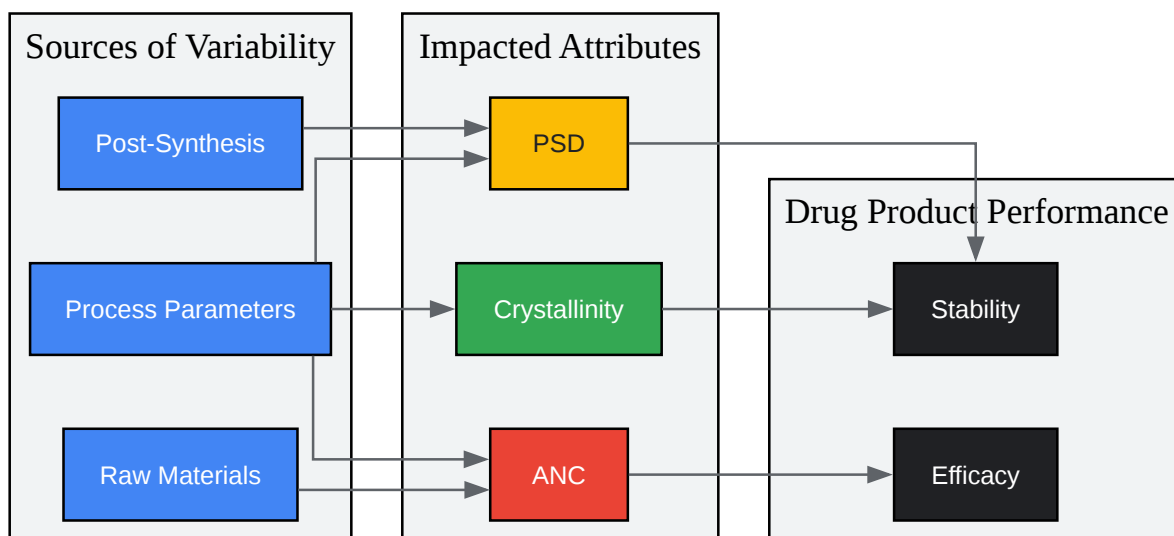 Sources of Variability
Post-Synthesis
Process Parameters
Raw Materials
Impacted Attributes
PSD
Crystallinity
ANC
Drug Product Performance
Stability
Efficacy